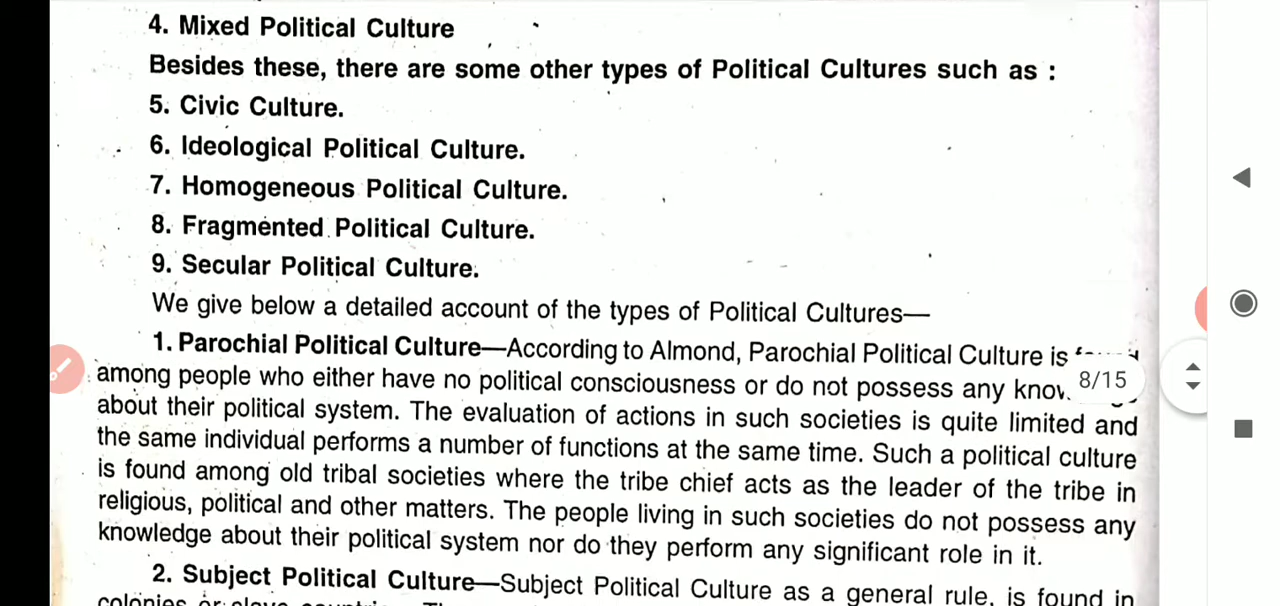 4. Mixed Political Culture
Besides these, there are some other types of Political Cultures such as :
5. Civic Culture.
6. Ideological Political Culture.
7. Homogeneous Political Culture.
8. Fragmented Political Culture.
9. Secular Political Culture.
We give below a detailed account of the types of Political Cultures—
1. Parochial Political Culture—According to Almond, Parochial Political Culture is
among people who either have no political consciousness or do not possess any
8/15
about their political system. The evaluation of actions in such societies is quite limited and
the same individual performs a number of functions at the same time. Such a political culture
is found among old tribal societies where the tribe chief acts as the leader of the tribe in
religious, political and other matters. The people living in such societies do not possess any
knowledge about their political system nor do they perform any significant role in it.
2. Subject Political Culture—Subject Political Culture as a general rule, is found in
colonies or slave